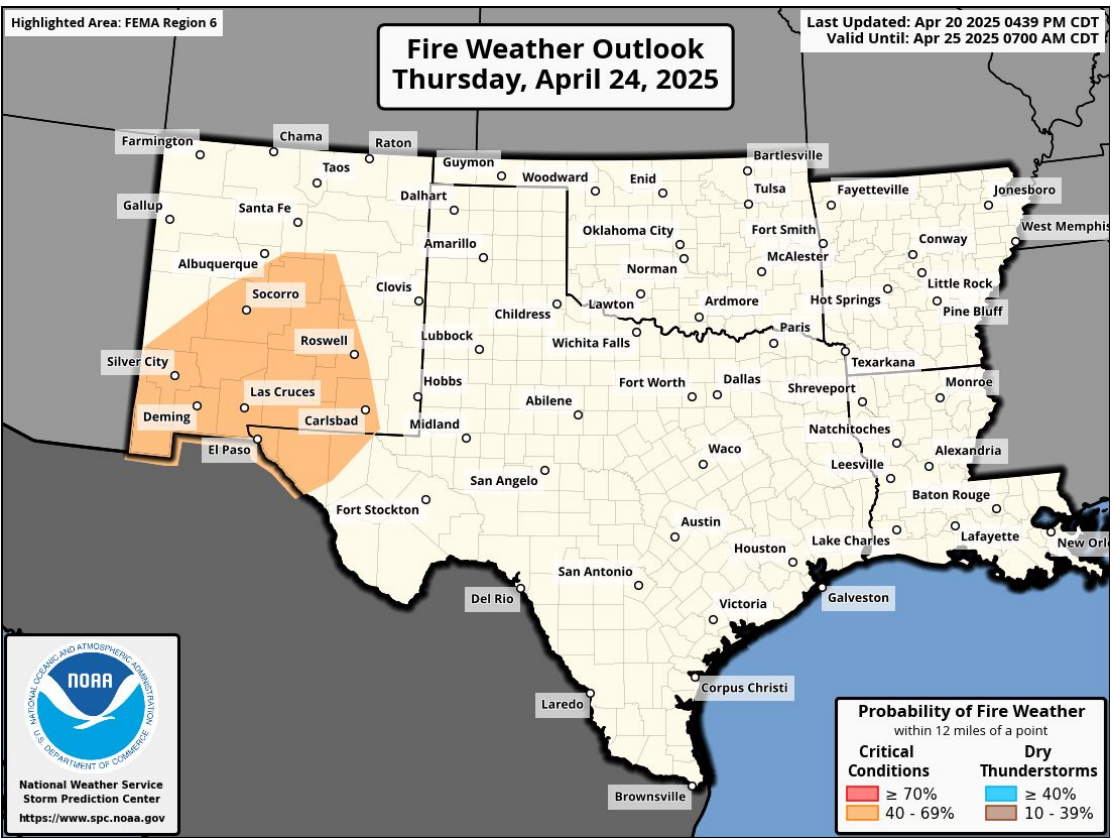 Highlighted Area: FEMA Region 6
Fire Weather Outlook
Thursday, April 24, 2025
Last Updated: Apr 20 2025 0439 PM CDT
Valid Until: Apr 25 2025 0700 AM CDT
Farmington
Chama
Raton
Taos
Guymon
Woodward
Enid
Bartlesville
Tulsa
Fayetteville
Jonesboro
Gallup
Santa Fe
Dalhart
Oklahoma City
Fort Smith
West Memphis
Albuquerque
Amarillo
Norman
McAlester
Conway
Socorro
Clovis
Childress
Lawton
Ardmore
Hot Springs
Little Rock
Pine Bluff
Roswell
Lubbock
Wichita Falls
Paris
Texarkana
Silver City
Las Cruces
Hobbs
Fort Worth
Dallas
Shreveport
Monroe
Deming
Carlsbad
Midland
Abilene
Natchitoches
El Paso
San Angelo
Waco
Leesville
Alexandria
Fort Stockton
Austin
Baton Rouge
Houston
Lake Charles
Lafayette
New Orl
Del Rio
San Antonio
Victoria
Galveston
Laredo
Corpus Christi
Brownsville
NATIONAL OCEANIC AND ATMOSPHERIC ADMINISTRATION
NOAA
U.S. DEPARTMENT OF COMMERCE
National Weather Service
Storm Prediction Center
https://www.spc.noaa.gov
Probability of Fire Weather
within 12 miles of a point
Critical Conditions
≥ 70%
40 - 69%
Dry Thunderstorms
≥ 40%
10 - 39%